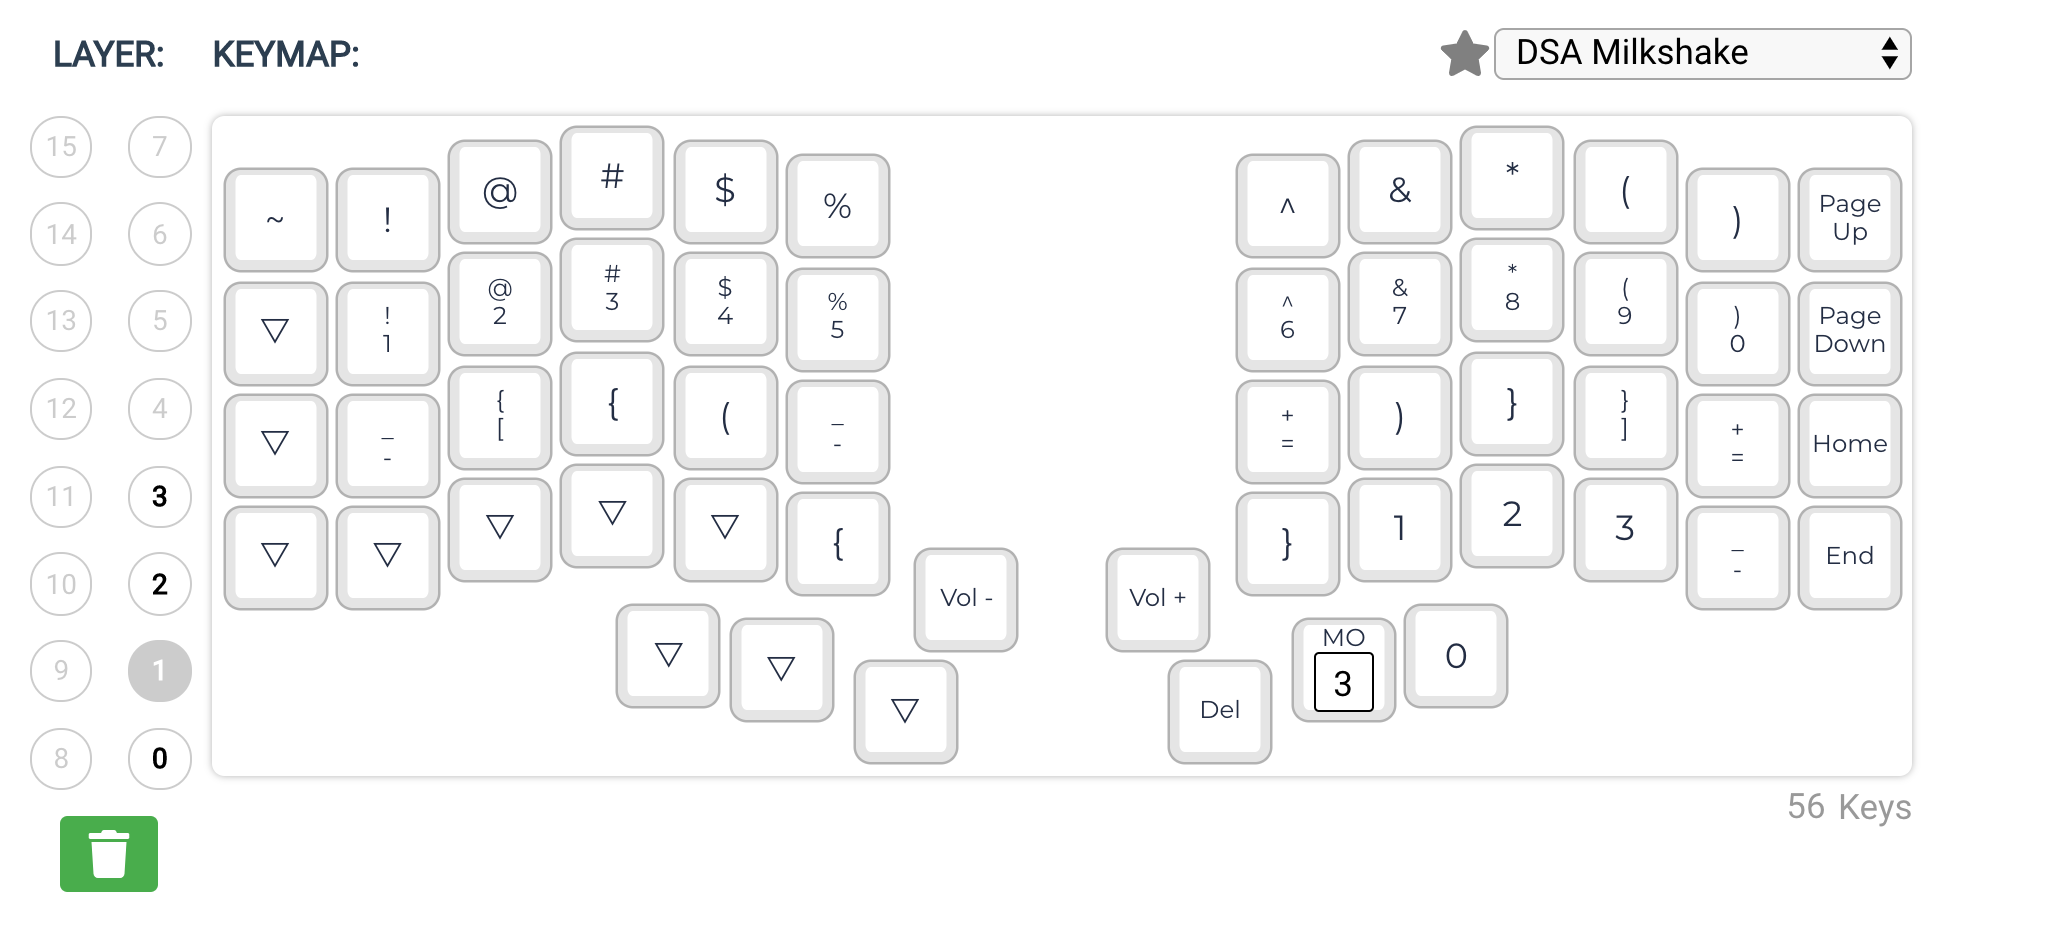 LAYER: KEYMAP: DSA Milkshake
15 7
14 6
13 5
12 4
11 3
10 2
9 1
8 0
~ ! @ # $ % ^ & * ( ) Page Up
▽ ! 1 @ 2 # 3 $ 4 % 5 ^ 6 & 7 * 8 ( 9 ) 0 Page Down
▽ _ - { [ { ( _ - + = ) } } ] + = Home
▽ ▽ ▽ ▽ ▽ { } 1 2 3 _ - End
Vol - Vol +
▽ ▽ ▽ Del MO 3 0
56 Keys